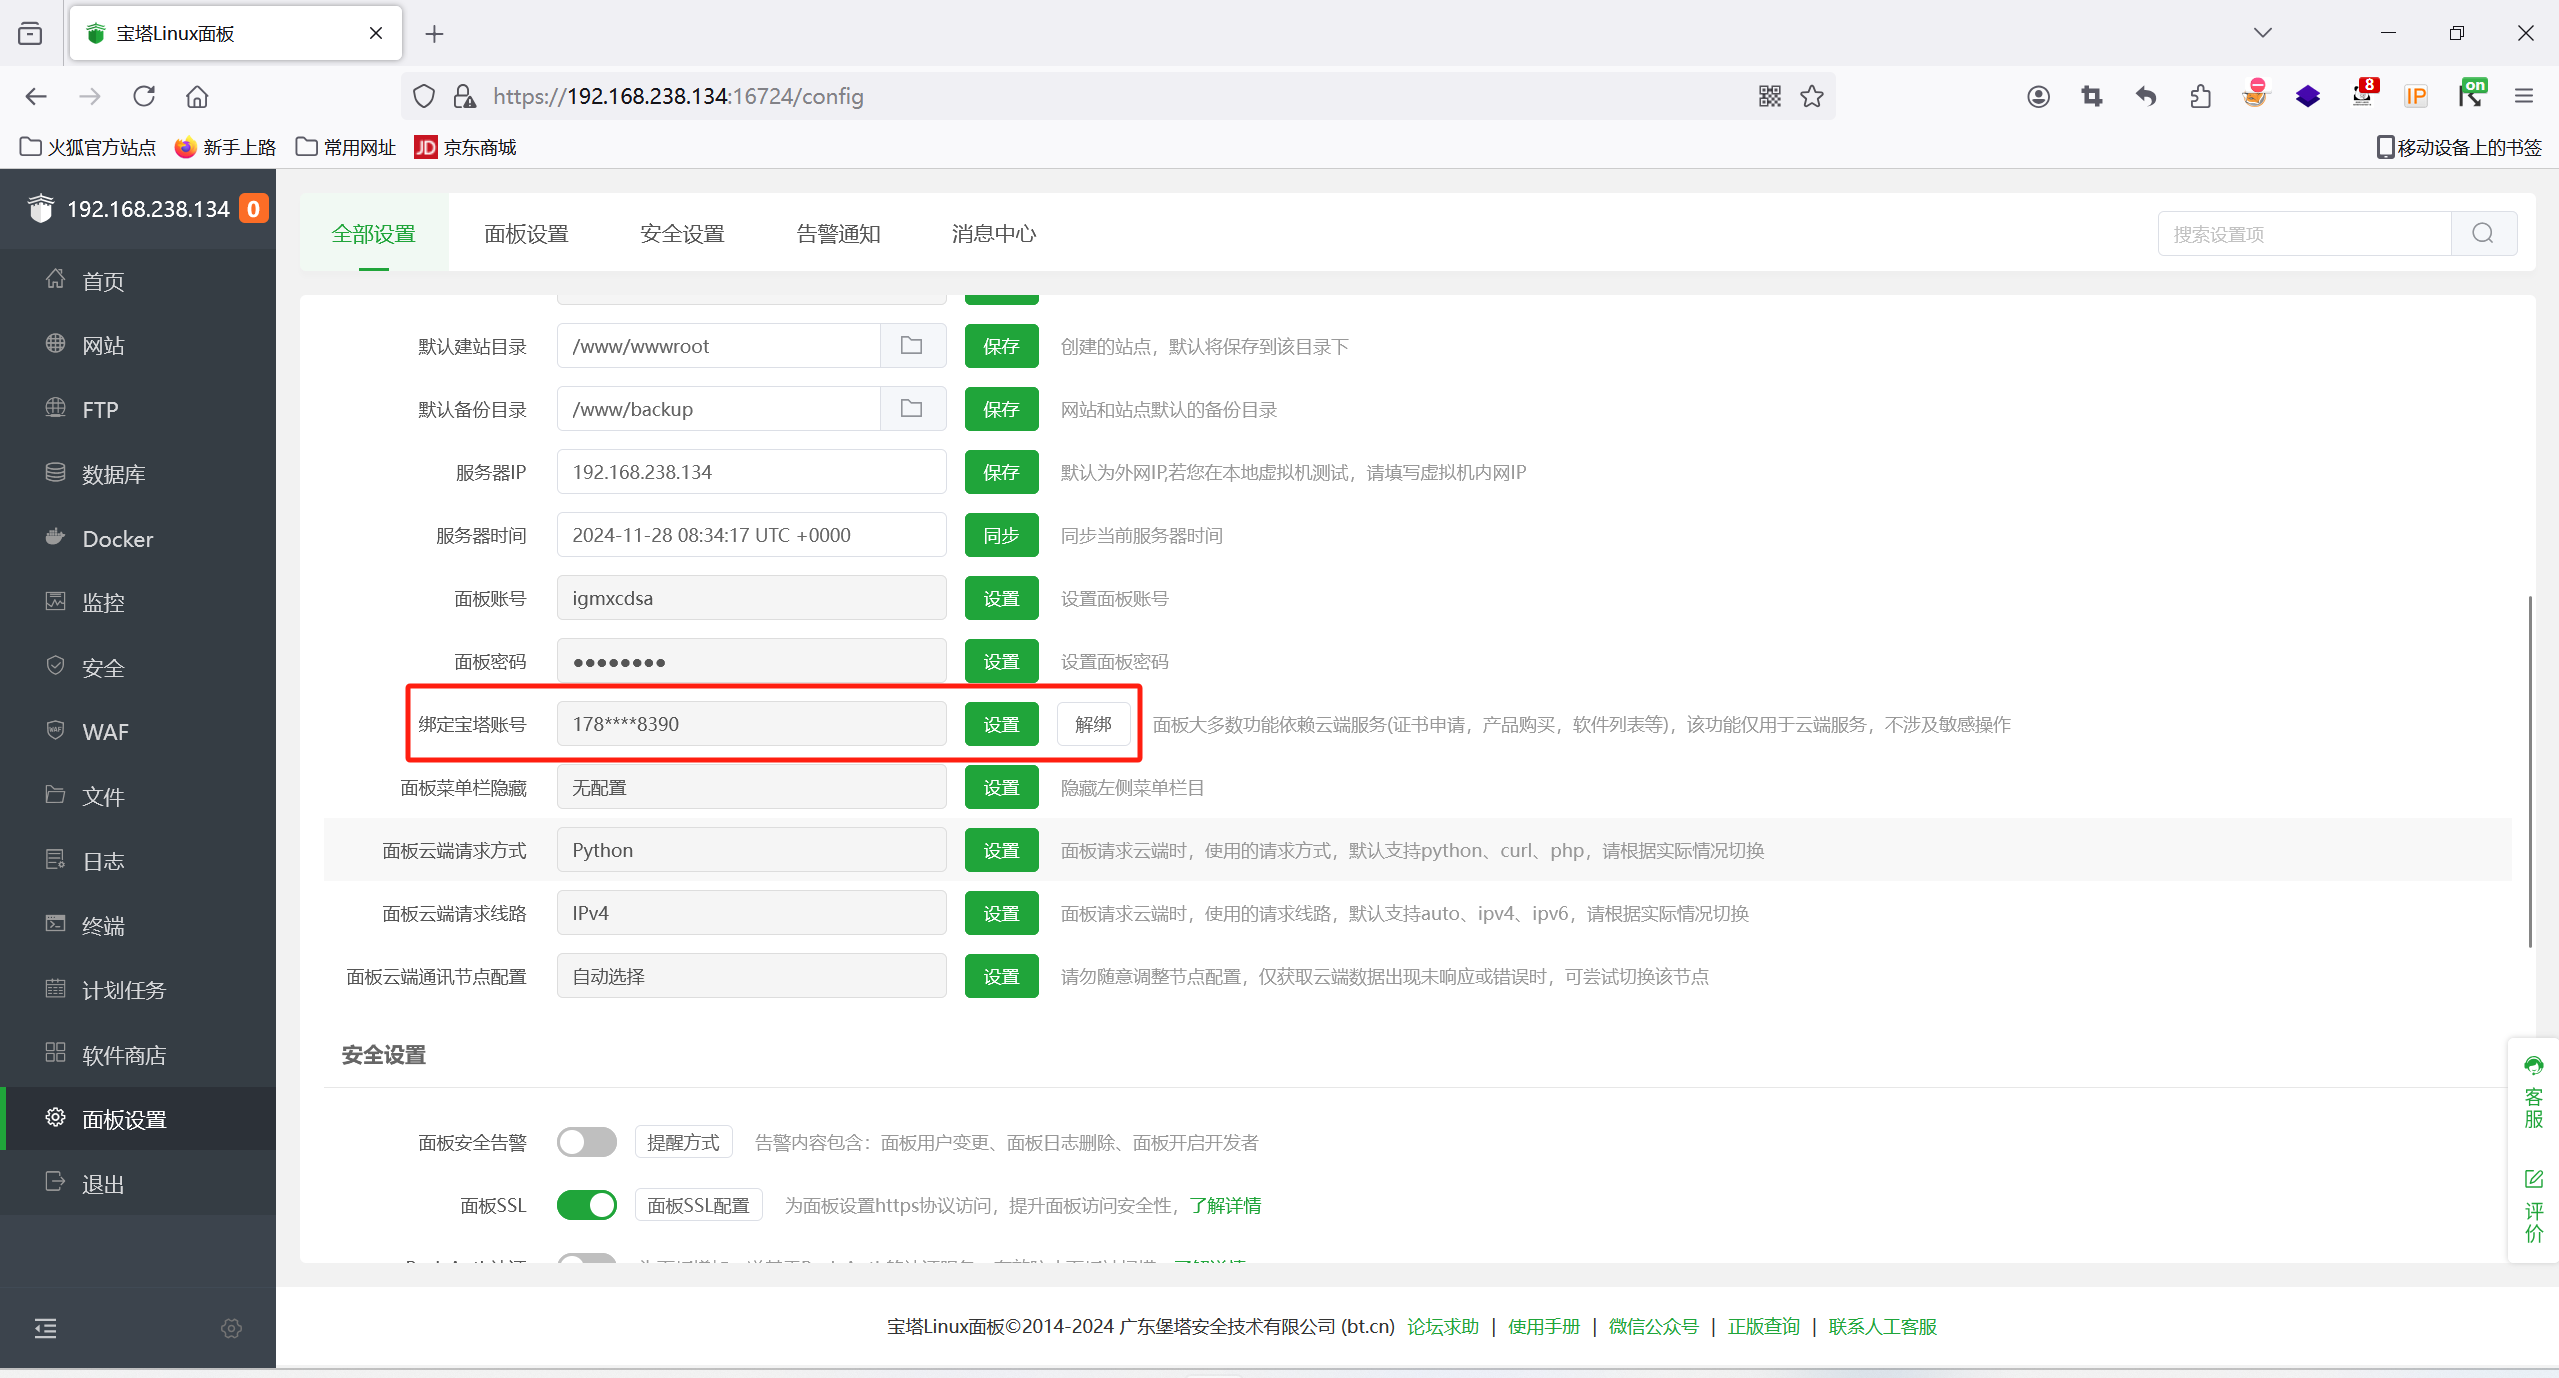 宝塔Linux面板
https://192.168.238.134:16724/config
8
IP
on
火狐官方站点
新手上路
常用网址
JD 京东商城
移动设备上的书签
192.168.238.134 0
首页
网站
FTP
数据库
Docker
监控
安全
WAF
文件
日志
终端
计划任务
软件商店
面板设置
退出
全部设置 面板设置 安全设置 告警通知 消息中心 搜索设置项
默认建站目录 /www/wwwroot 保存 创建的站点，默认将保存到该目录下
默认备份目录 /www/backup 保存 网站和站点默认的备份目录
服务器IP 192.168.238.134 保存 默认为外网IP,若您在本地虚拟机测试，请填写虚拟机内网IP
服务器时间 2024-11-28 08:34:17 UTC +0000 同步 同步当前服务器时间
面板账号 igmxcdsa 设置 设置面板账号
面板密码 ●●●●●●●● 设置 设置面板密码
绑定宝塔账号 178****8390 设置 解绑 面板大多数功能依赖云端服务(证书申请，产品购买，软件列表等)，该功能仅用于云端服务，不涉及敏感操作
面板菜单栏隐藏 无配置 设置 隐藏左侧菜单栏目
面板云端请求方式 Python 设置 面板请求云端时，使用的请求方式，默认支持python、curl、php，请根据实际情况切换
面板云端请求线路 IPv4 设置 面板请求云端时，使用的请求线路，默认支持auto、ipv4、ipv6，请根据实际情况切换
面板云端通讯节点配置 自动选择 设置 请勿随意调整节点配置，仅获取云端数据出现未响应或错误时，可尝试切换该节点
安全设置
面板安全告警 提醒方式 告警内容包含：面板用户变更、面板日志删除、面板开启开发者
面板SSL 面板SSL配置 为面板设置https协议访问，提升面板访问安全性，了解详情
客服
评价
宝塔Linux面板©2014-2024 广东堡塔安全技术有限公司 (bt.cn) 论坛求助 | 使用手册 | 微信公众号 | 正版查询 | 联系人工客服